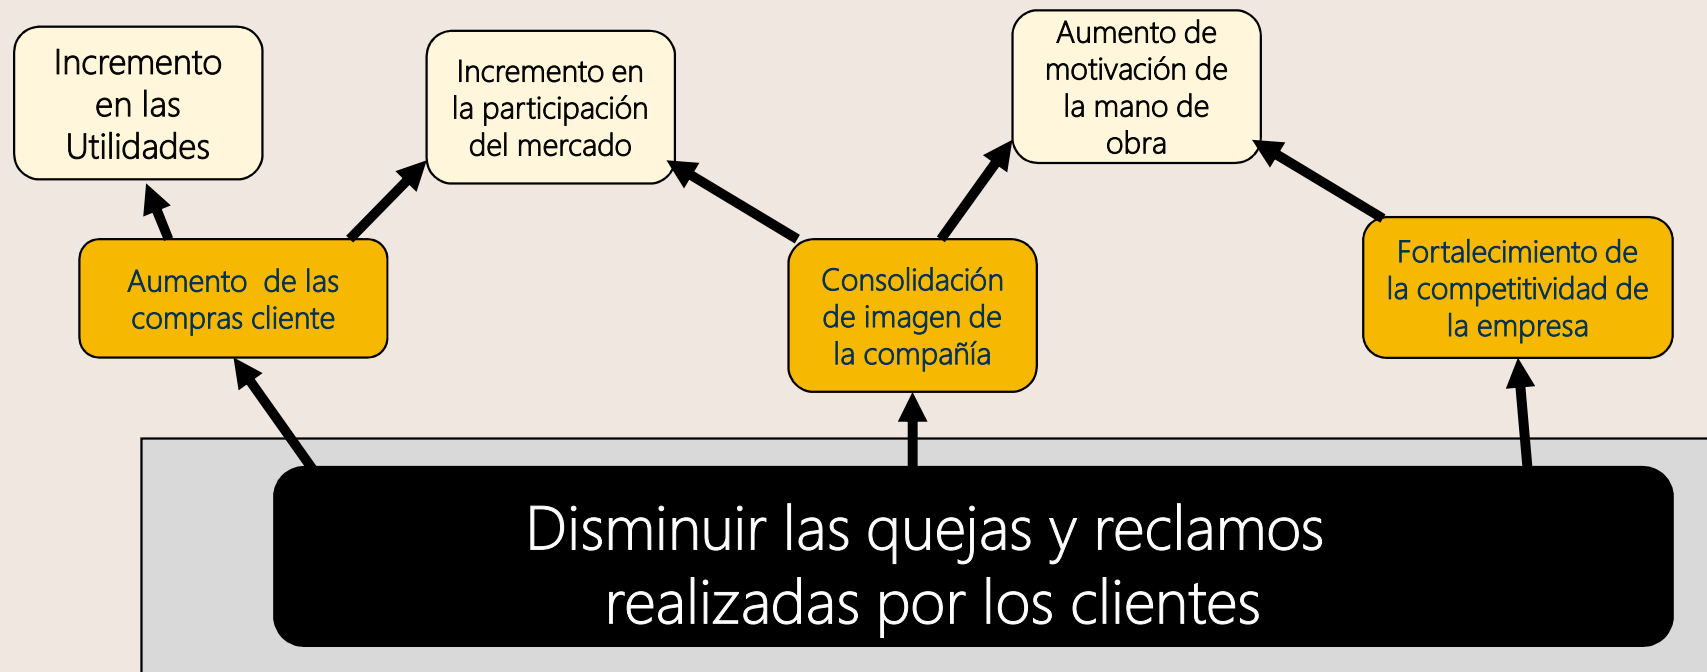 Incremento
en las
Utilidades
Incremento en
la participación
del mercado
Aumento de
motivación de
la mano de
obra
Aumento  de las
compras cliente
Consolidación
de imagen de
la compañía
Fortalecimiento de
la competitividad de
la empresa
Disminuir las quejas y reclamos
realizadas por los clientes